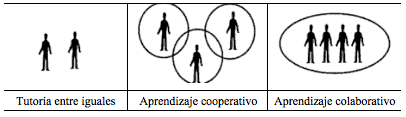 Tutoría entre iguales
Aprendizaje cooperativo
Aprendizaje colaborativo